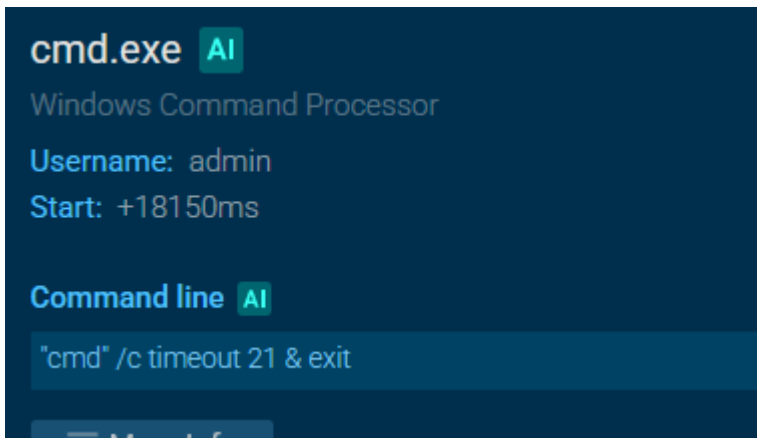 cmd.exe AI
Windows Command Processor
Username: admin
Start: +18150ms
Command line AI
"cmd" /c timeout 21 & exit